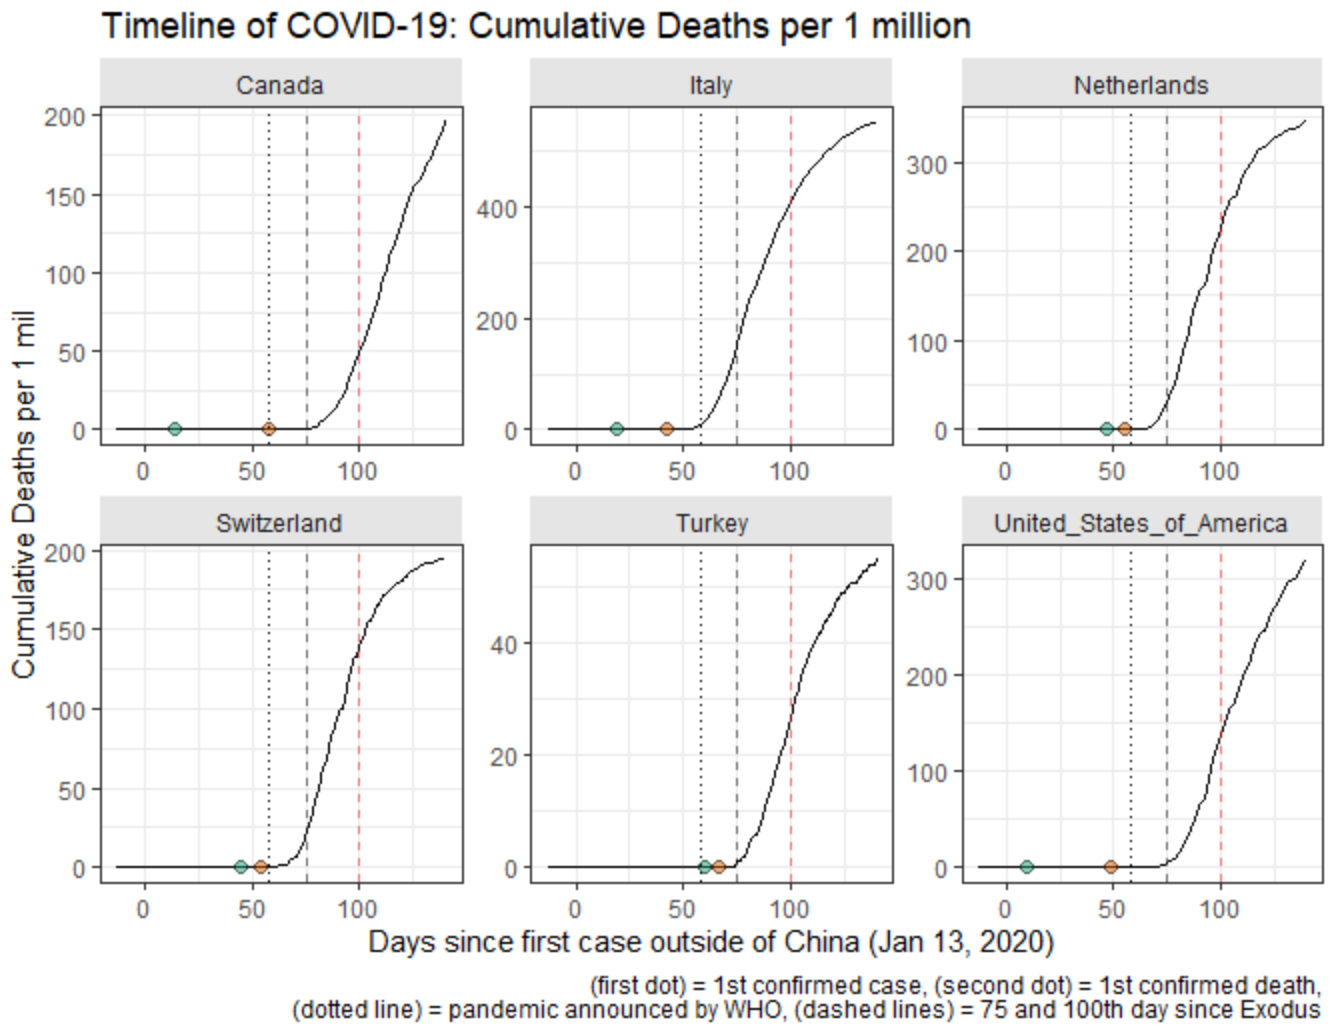 Timeline of COVID-19: Cumulative Deaths per 1 million
Canada
Italy
Netherlands
200
150
100
50
0
400
200
0
300
200
100
0
0 50 100
0 50 100
0 50 100
Cumulative Deaths per 1 mil
Switzerland
Turkey
United_States_of_America
200
150
100
50
0
40
20
0
300
200
100
0
0 50 100
0 50 100
0 50 100
Days since first case outside of China (Jan 13, 2020)
(first dot) = 1st confirmed case, (second dot) = 1st confirmed death,
(dotted line) = pandemic announced by WHO, (dashed lines) = 75 and 100th day since Exodus